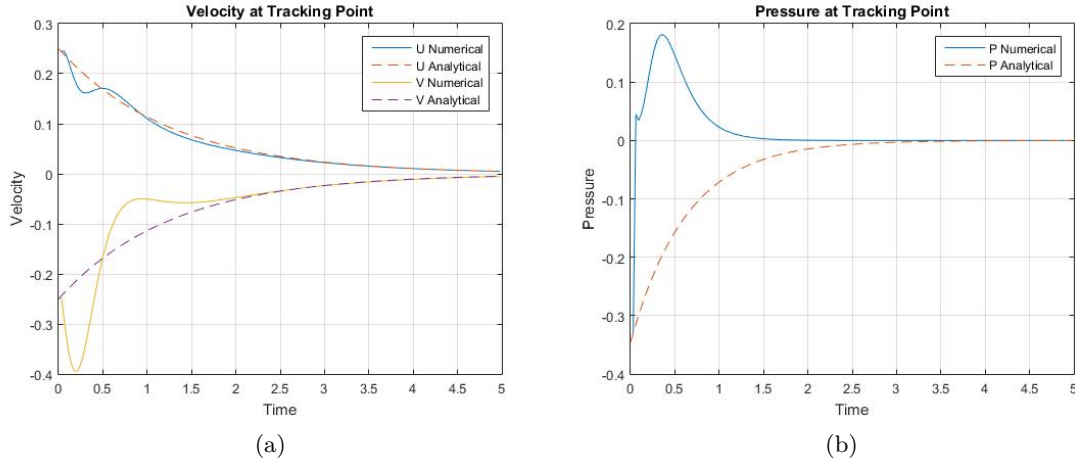 Velocity at Tracking Point
0.3
0.2
0.1
0
-0.1
-0.2
-0.3
-0.4
Velocity
0 0.5 1 1.5 2 2.5 3 3.5 4 4.5 5
Time
U Numerical
U Analytical
V Numerical
V Analytical
(a)
Pressure at Tracking Point
0.2
0.1
0
-0.1
-0.2
-0.3
-0.4
Pressure
0 0.5 1 1.5 2 2.5 3 3.5 4 4.5 5
Time
P Numerical
P Analytical
(b)